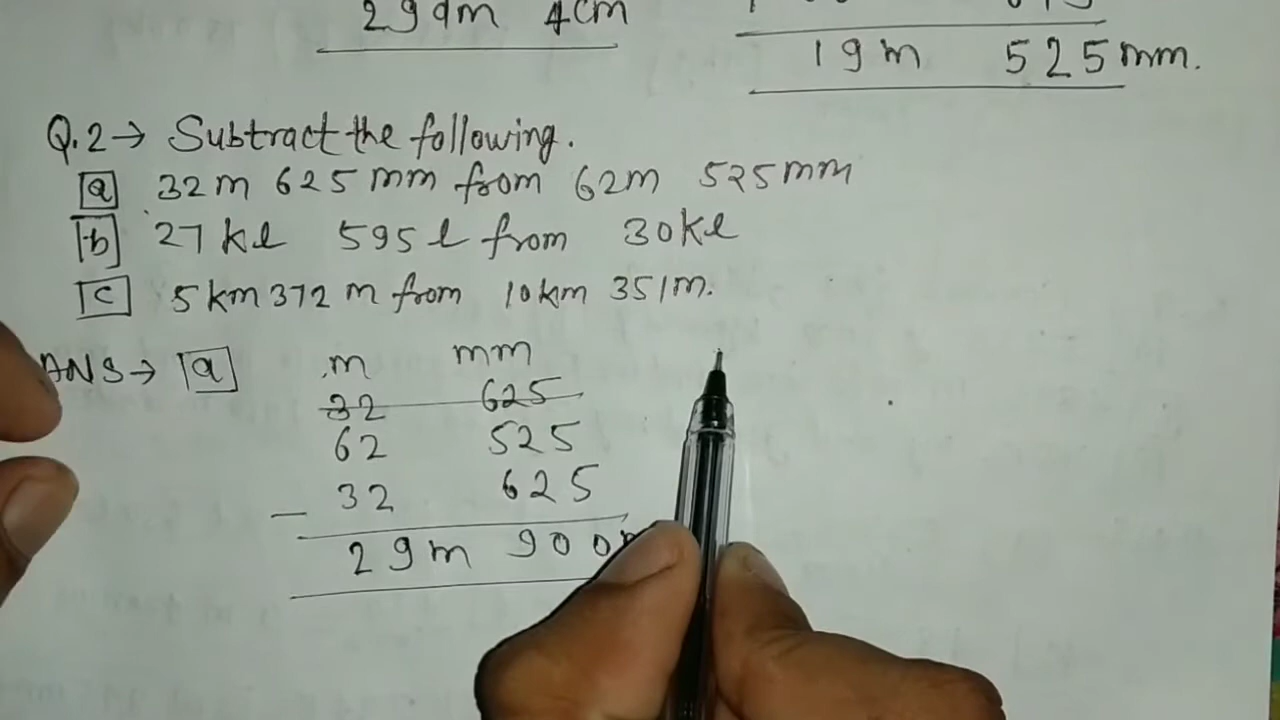 29dm 4cm
19m 525mm.
Q.2→ Subtract the following.
a 32m 625mm from 62m 525mm
b 27kl 595l from 30kl
c 5km 372m from 10km 351m.
ANS→ a m mm
32 625
62 525
- 32 625
29m 900